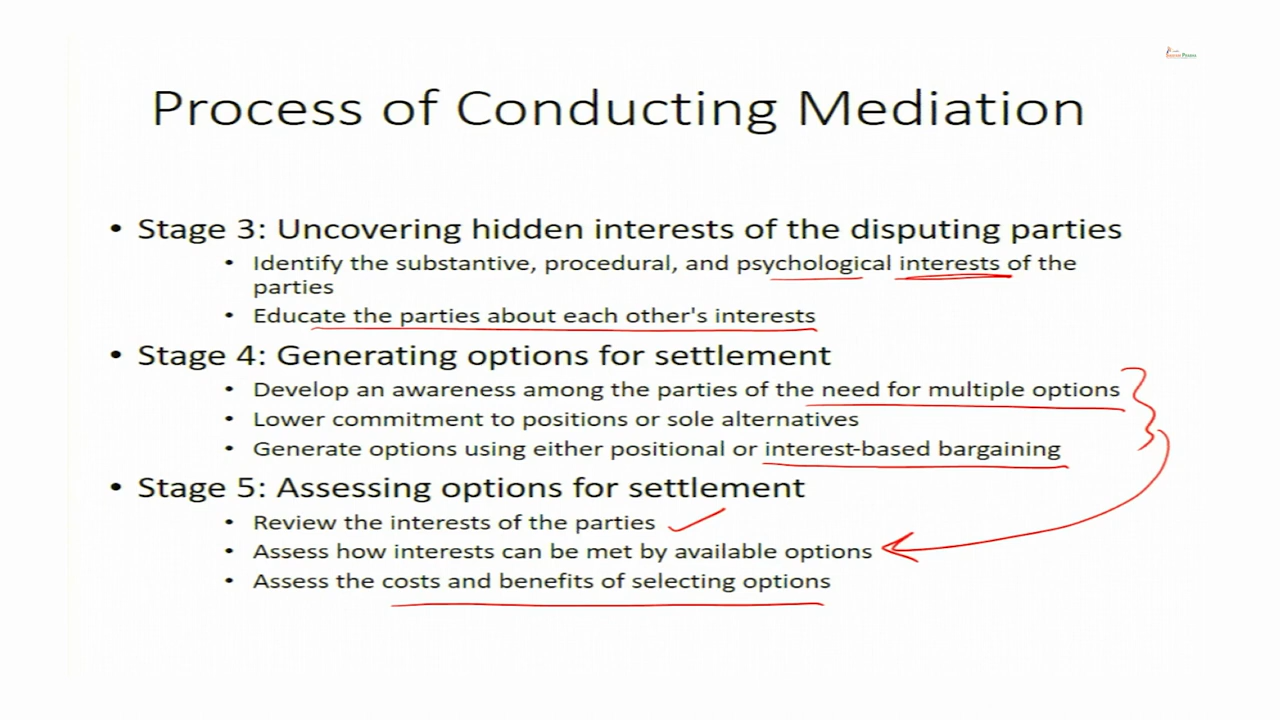 Process of Conducting Mediation
• Stage 3: Uncovering hidden interests of the disputing parties
• Identify the substantive, procedural, and psychological interests of the
parties
• Educate the parties about each other's interests
• Stage 4: Generating options for settlement
• Develop an awareness among the parties of the need for multiple options
• Lower commitment to positions or sole alternatives
• Generate options using either positional or interest-based bargaining
• Stage 5: Assessing options for settlement
• Review the interests of the parties
• Assess how interests can be met by available options
• Assess the costs and benefits of selecting options